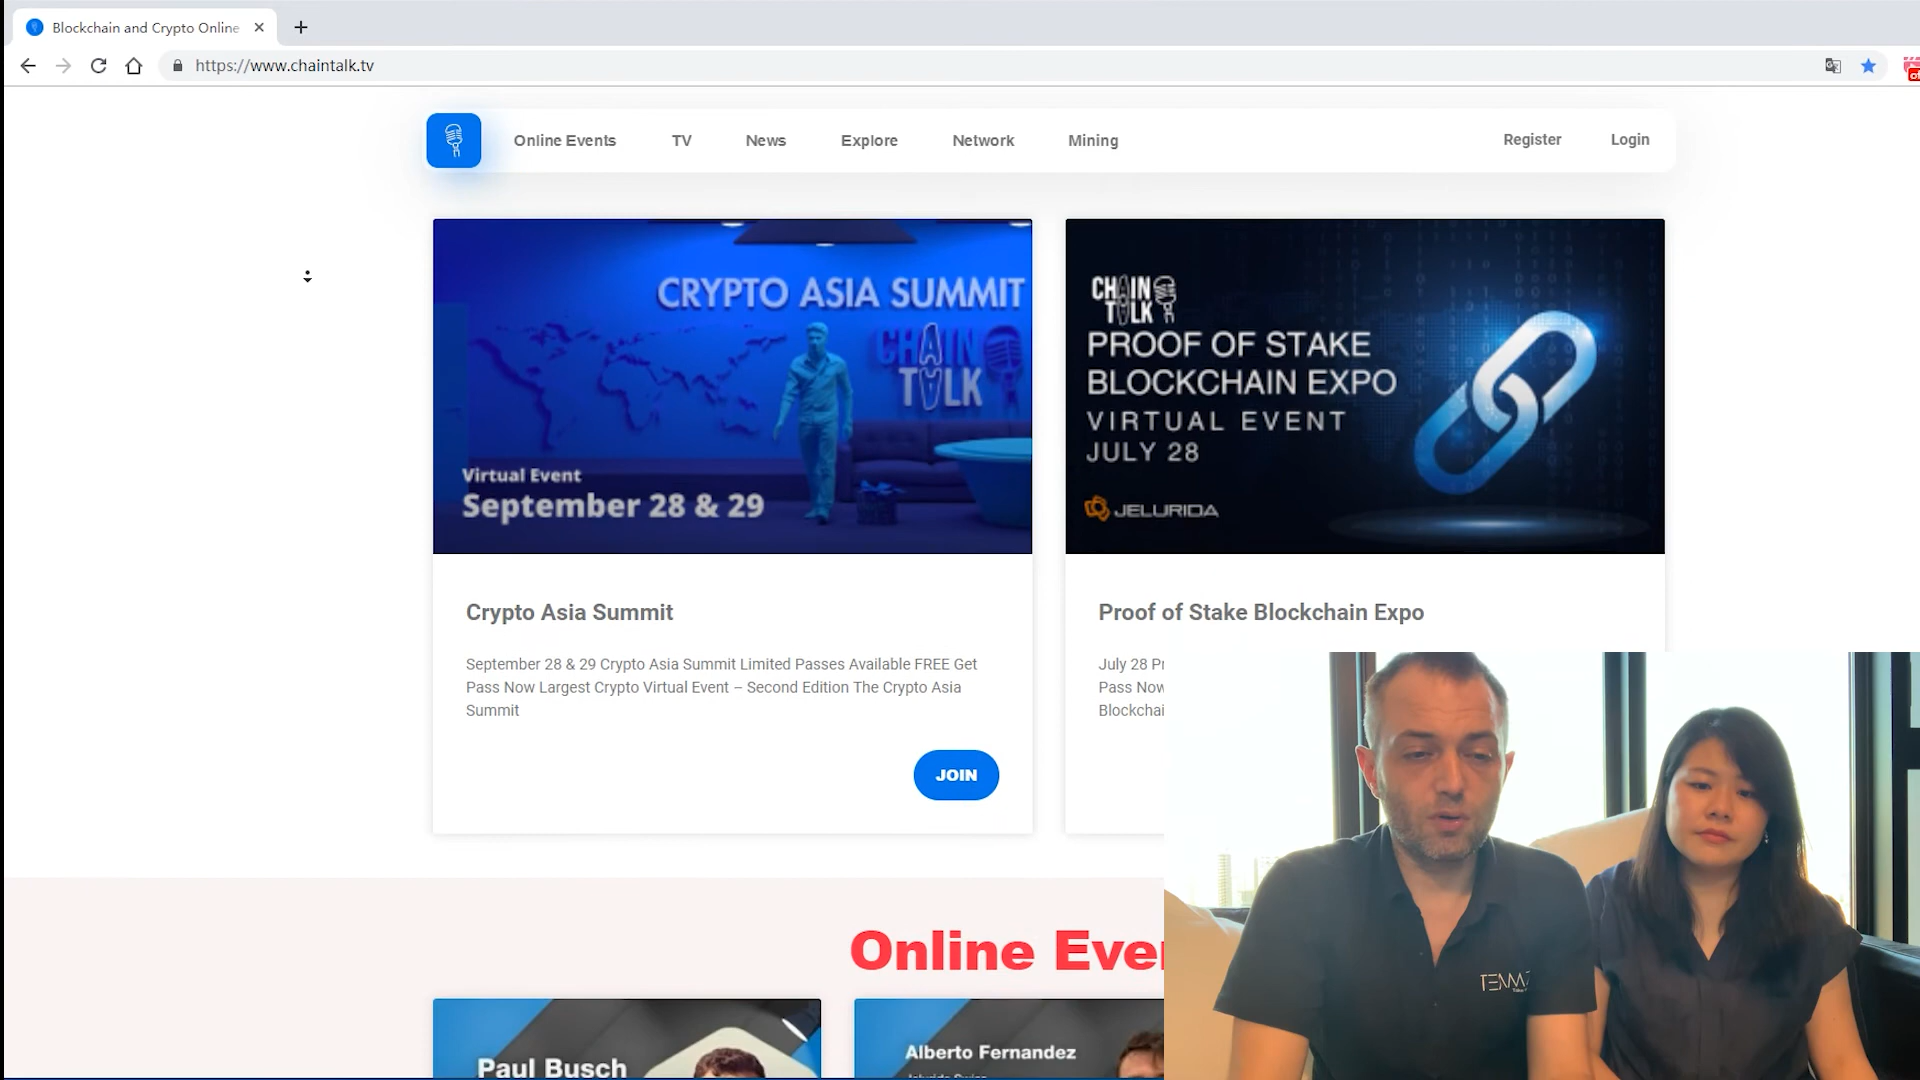 Blockchain and Crypto Online
https://www.chaintalk.tv
Online Events
TV
News
Explore
Network
Mining
Register
Login
CRYPTO ASIA SUMMIT
CHAIN
TALK
Virtual Event
September 28 & 29
CHAIN
TALK
PROOF OF STAKE
BLOCKCHAIN EXPO
VIRTUAL EVENT
JULY 28
JELURIDA
Crypto Asia Summit
September 28 & 29 Crypto Asia Summit Limited Passes Available FREE Get
Pass Now Largest Crypto Virtual Event – Second Edition The Crypto Asia
Summit
JOIN
Proof of Stake Blockchain Expo
July 28
Pass Now
Online
Paul Busch
Alberto Fernandez